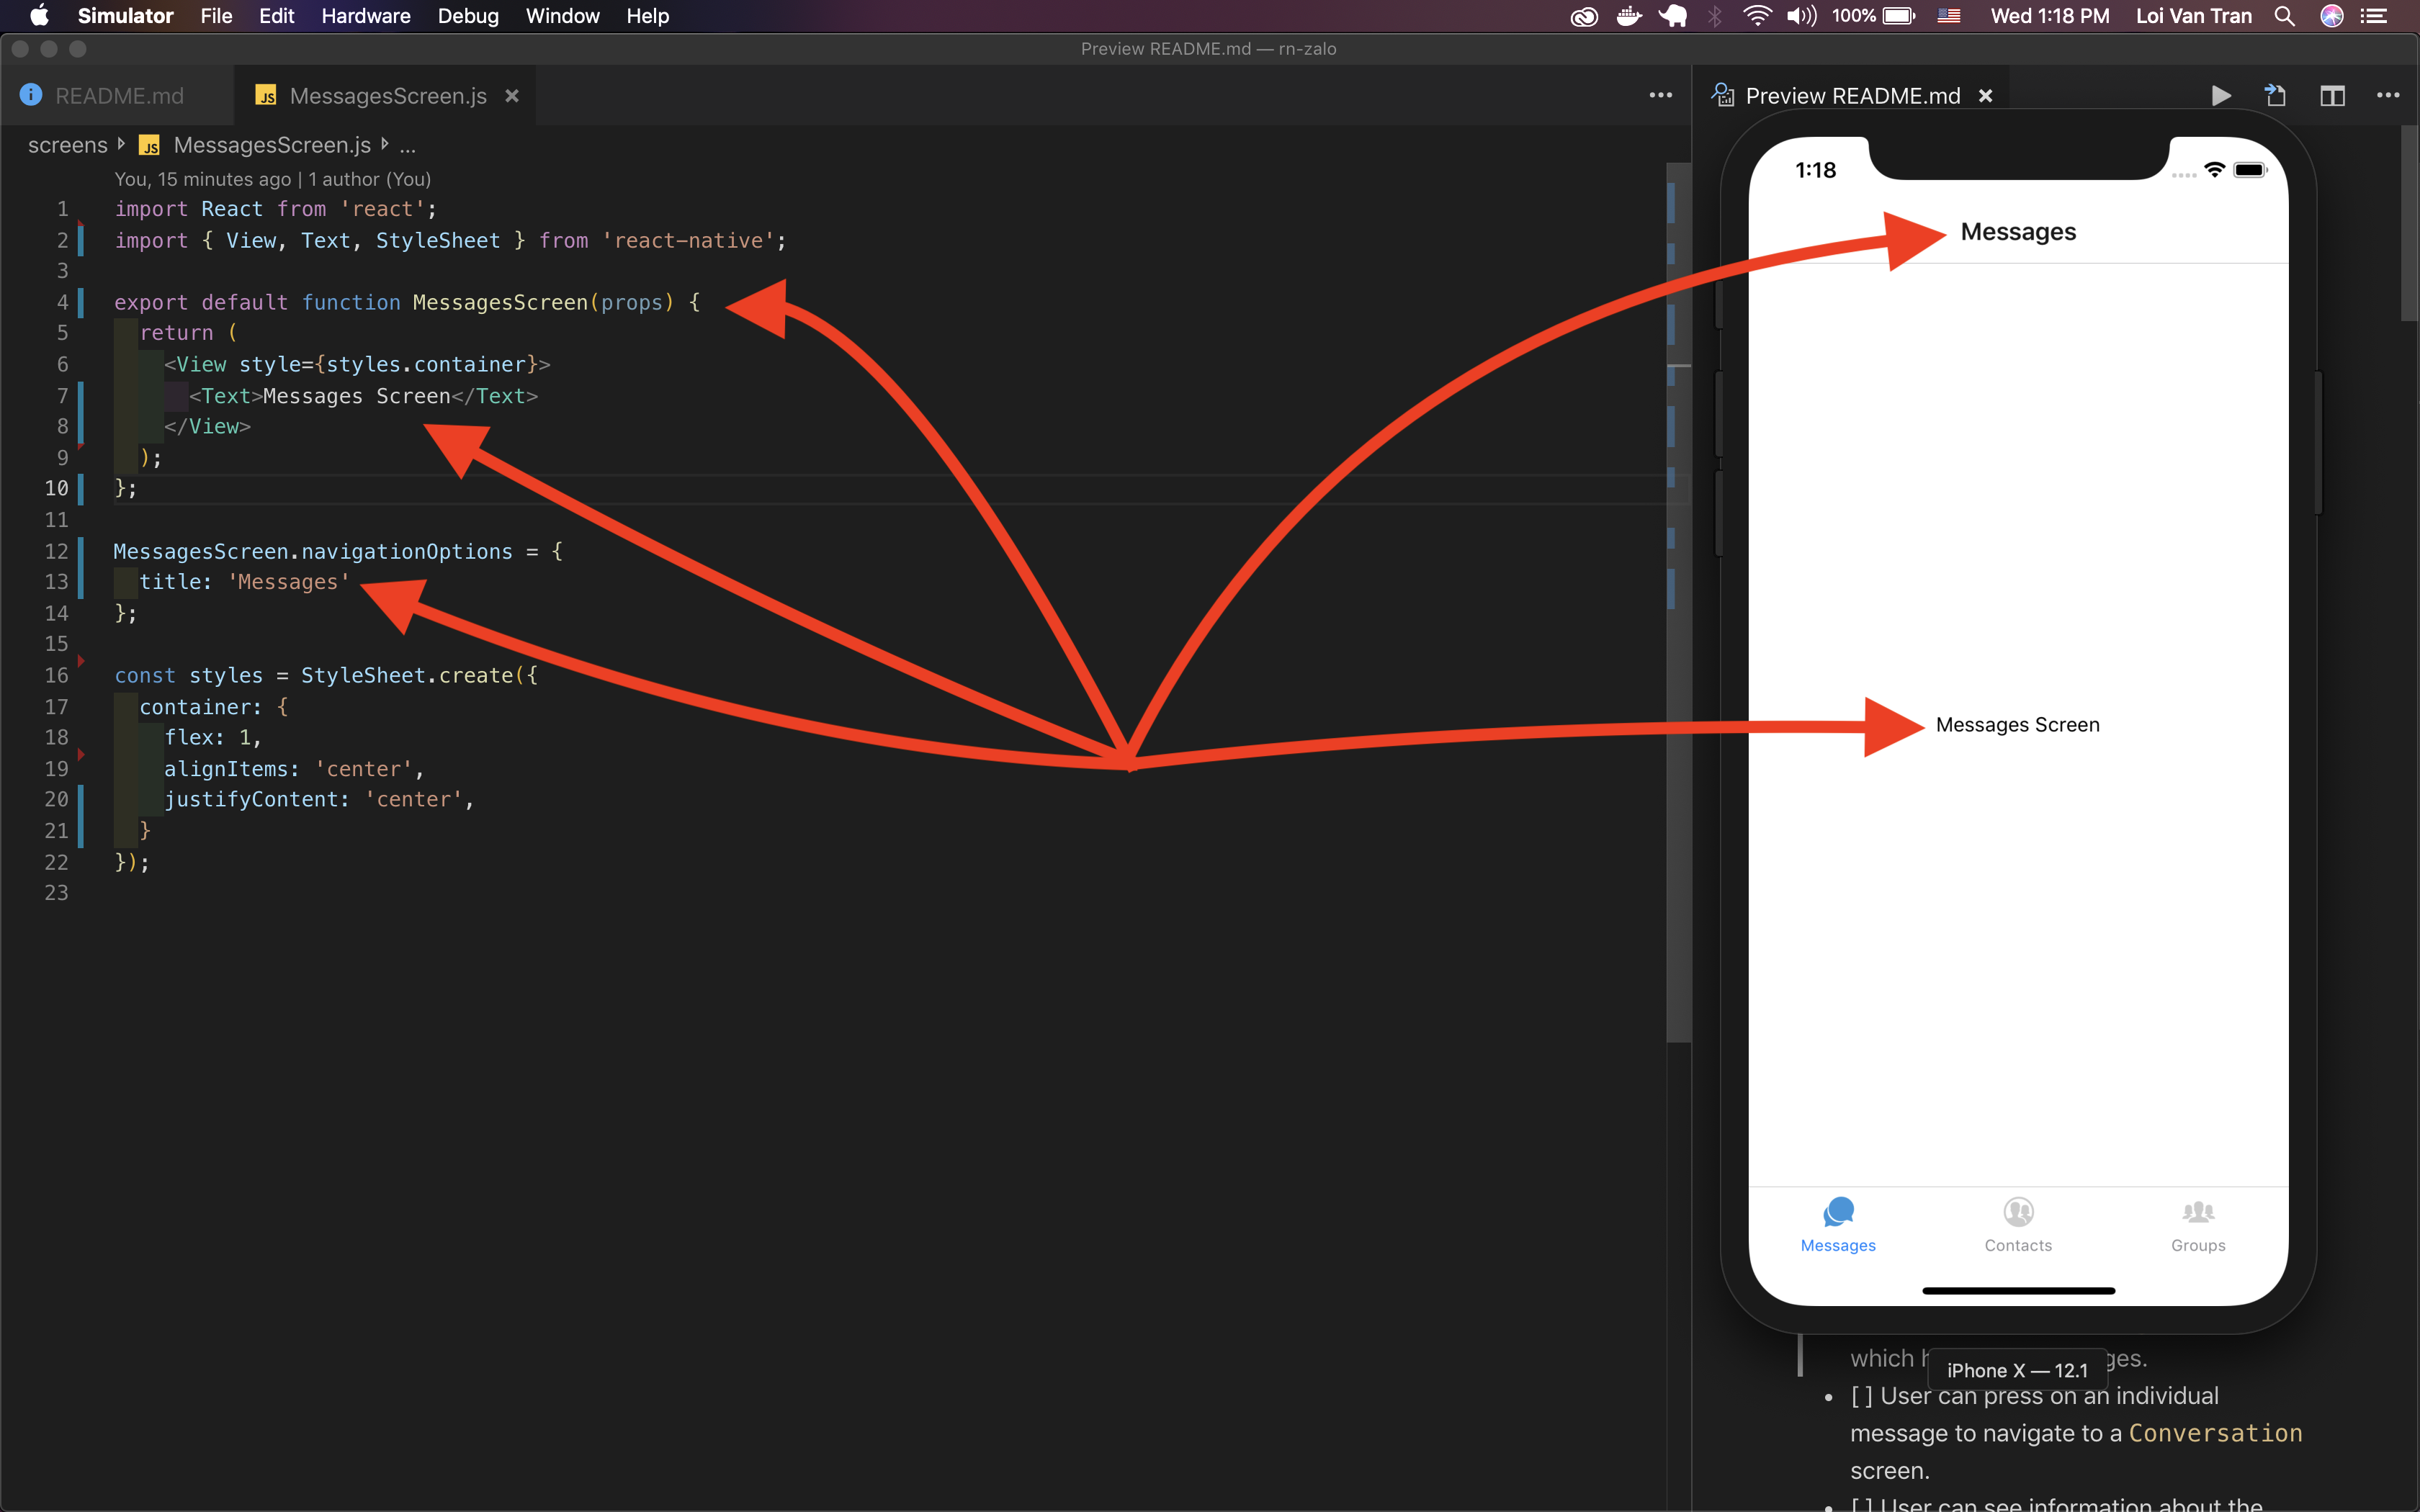 Simulator File Edit Hardware Debug Window Help 100% Wed 1:18 PM Loi Van Tran
Preview README.md — rn-zalo
README.md MessagesScreen.js
screens MessagesScreen.js ...
You, 15 minutes ago | 1 author (You)
1 import React from 'react';
2 import { View, Text, StyleSheet } from 'react-native';
3
4 export default function MessagesScreen(props) {
5 return (
6 <View style={styles.container}>
7 <Text>Messages Screen</Text>
8 </View>
9 );
10 };
11
12 MessagesScreen.navigationOptions = {
13 title: 'Messages'
14 };
15
16 const styles = StyleSheet.create({
17 container: {
18 flex: 1,
19 alignItems: 'center',
20 justifyContent: 'center',
21 }
22 });
23
Preview README.md
1:18
Messages
Messages Screen
Messages Contacts Groups
iPhone X — 12.1
which
• [ ] User can press on an individual
message to navigate to a Conversation
screen.
• [ ] User can see information about the